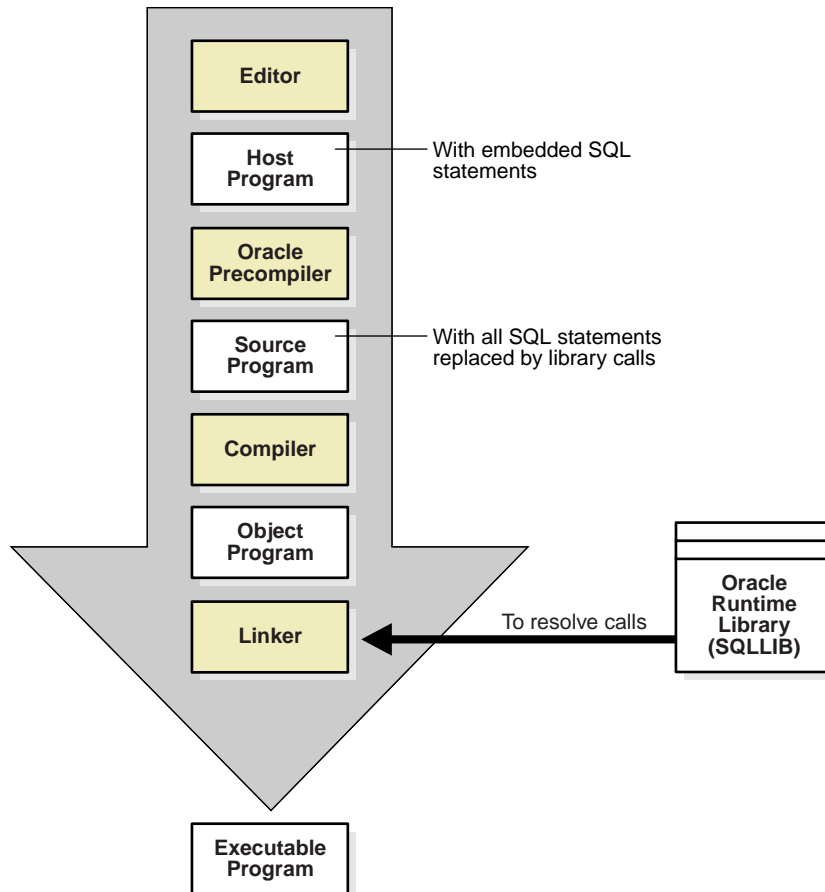 Editor
Host
Program
With embedded SQL
statements
Oracle
Precompiler
Source
Program
With all SQL statements
replaced by library calls
Compiler
Object
Program
Linker
To resolve calls
Oracle
Runtime
Library
(SQLLIB)
Executable
Program